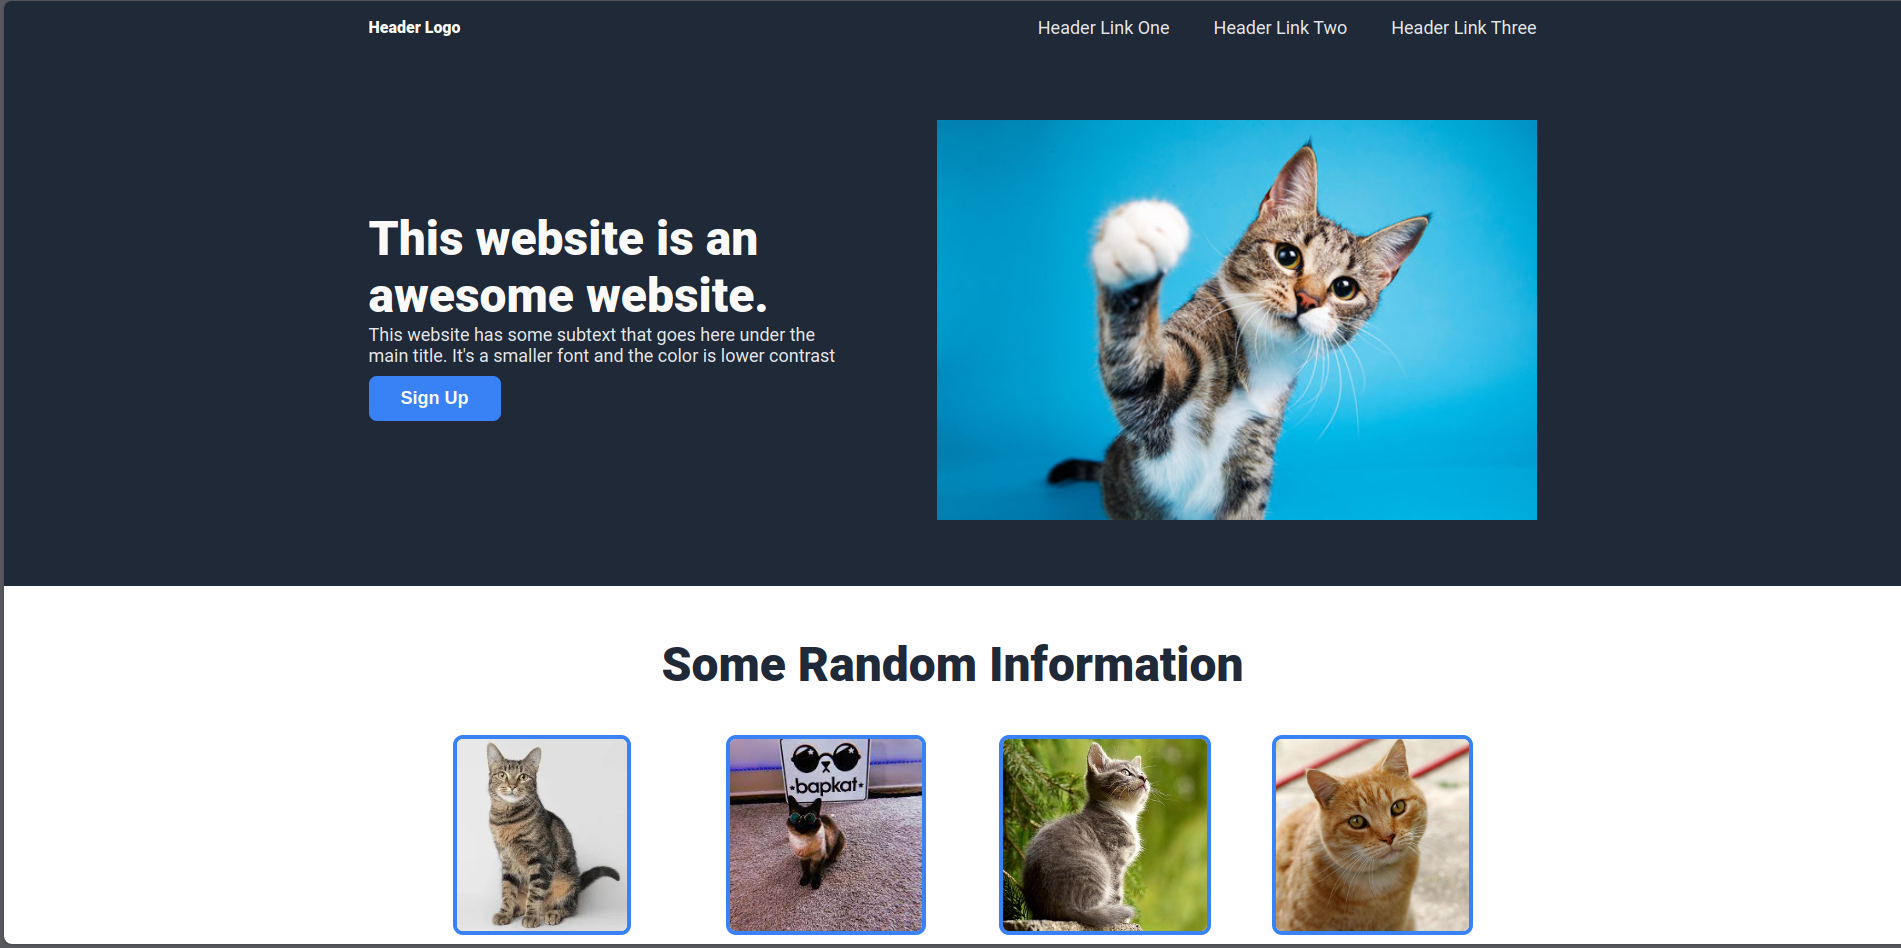 Header Logo
Header Link One
Header Link Two
Header Link Three
This website is an
awesome website.
This website has some subtext that goes here under the
main title. It's a smaller font and the color is lower contrast
Sign Up
Some Random Information
bapkat